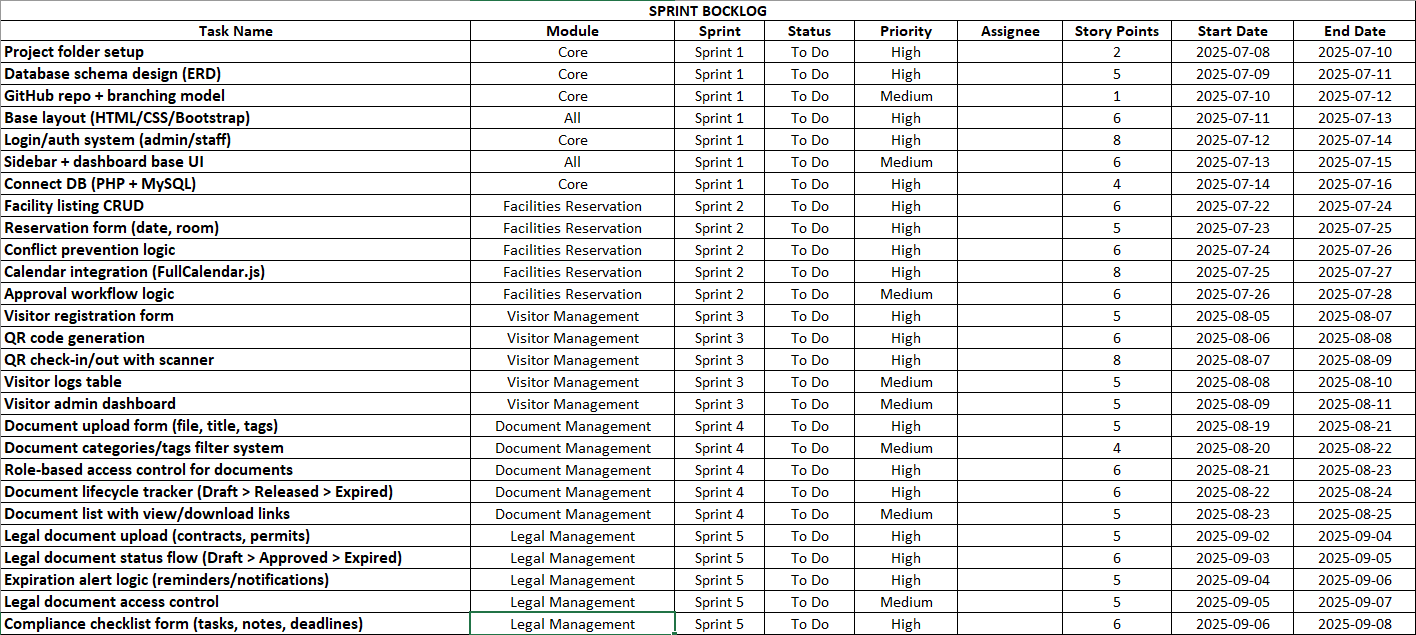 SPRINT BOCKLOG
Task Name Module Sprint Status Priority Assignee Story Points Start Date End Date
Project folder setup Core Sprint 1 To Do High 2 2025-07-08 2025-07-10
Database schema design (ERD) Core Sprint 1 To Do High 5 2025-07-09 2025-07-11
GitHub repo + branching model Core Sprint 1 To Do Medium 1 2025-07-10 2025-07-12
Base layout (HTML/CSS/Bootstrap) All Sprint 1 To Do High 6 2025-07-11 2025-07-13
Login/auth system (admin/staff) Core Sprint 1 To Do High 8 2025-07-12 2025-07-14
Sidebar + dashboard base UI All Sprint 1 To Do Medium 6 2025-07-13 2025-07-15
Connect DB (PHP + MySQL) Core Sprint 1 To Do High 4 2025-07-14 2025-07-16
Facility listing CRUD Facilities Reservation Sprint 2 To Do High 6 2025-07-22 2025-07-24
Reservation form (date, room) Facilities Reservation Sprint 2 To Do High 5 2025-07-23 2025-07-25
Conflict prevention logic Facilities Reservation Sprint 2 To Do High 6 2025-07-24 2025-07-26
Calendar integration (FullCalendar.js) Facilities Reservation Sprint 2 To Do High 8 2025-07-25 2025-07-27
Approval workflow logic Facilities Reservation Sprint 2 To Do Medium 6 2025-07-26 2025-07-28
Visitor registration form Visitor Management Sprint 3 To Do High 5 2025-08-05 2025-08-07
QR code generation Visitor Management Sprint 3 To Do High 6 2025-08-06 2025-08-08
QR check-in/out with scanner Visitor Management Sprint 3 To Do High 8 2025-08-07 2025-08-09
Visitor logs table Visitor Management Sprint 3 To Do Medium 5 2025-08-08 2025-08-10
Visitor admin dashboard Visitor Management Sprint 3 To Do Medium 5 2025-08-09 2025-08-11
Document upload form (file, title, tags) Document Management Sprint 4 To Do High 5 2025-08-19 2025-08-21
Document categories/tags filter system Document Management Sprint 4 To Do Medium 4 2025-08-20 2025-08-22
Role-based access control for documents Document Management Sprint 4 To Do High 6 2025-08-21 2025-08-23
Document lifecycle tracker (Draft > Released > Expired) Document Management Sprint 4 To Do High 6 2025-08-22 2025-08-24
Document list with view/download links Document Management Sprint 4 To Do Medium 5 2025-08-23 2025-08-25
Legal document upload (contracts, permits) Legal Management Sprint 5 To Do High 5 2025-09-02 2025-09-04
Legal document status flow (Draft > Approved > Expired) Legal Management Sprint 5 To Do High 6 2025-09-03 2025-09-05
Expiration alert logic (reminders/notifications) Legal Management Sprint 5 To Do High 5 2025-09-04 2025-09-06
Legal document access control Legal Management Sprint 5 To Do Medium 5 2025-09-05 2025-09-07
Compliance checklist form (tasks, notes, deadlines) Legal Management Sprint 5 To Do High 6 2025-09-06 2025-09-08